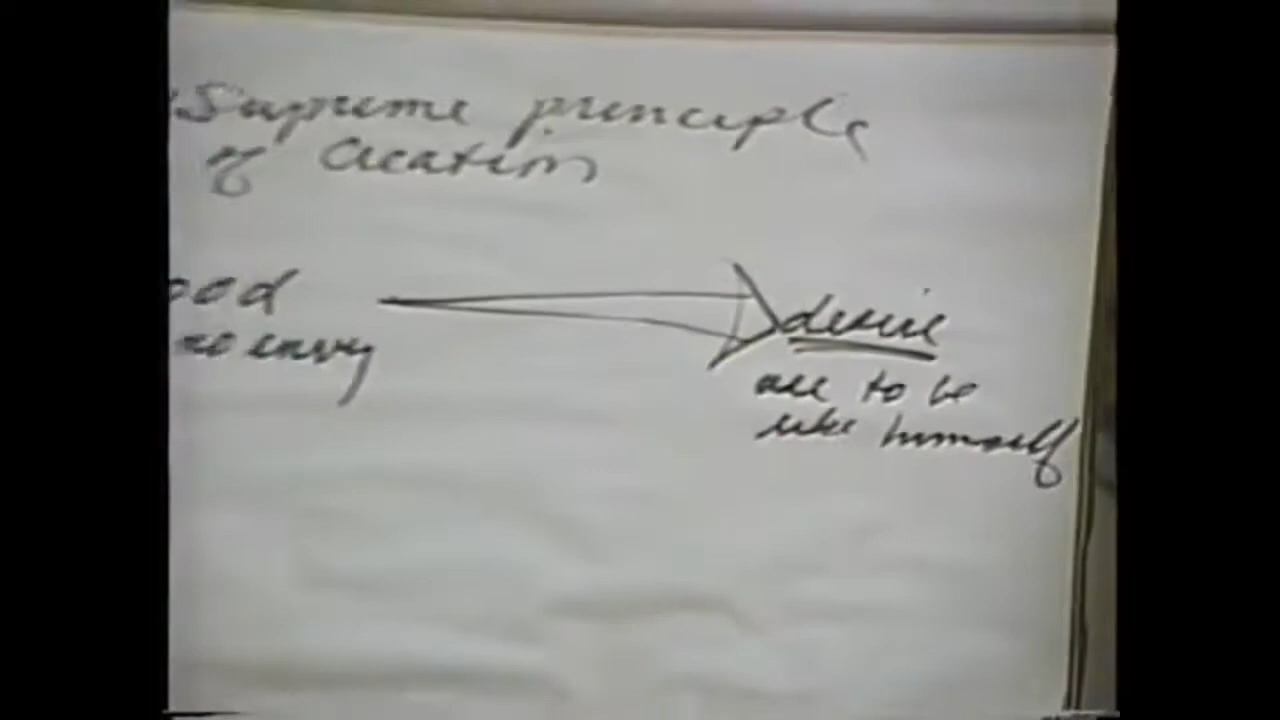 "Supreme principle
of Creation
ood
no envy
desire
all to be
like himself